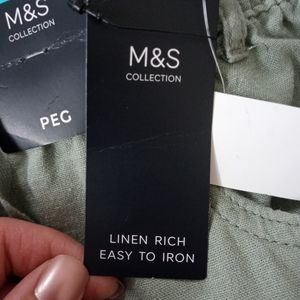 M&S
COLLECTION
PEG
M&S
COLLECTION
LINEN RICH
EASY TO IRON